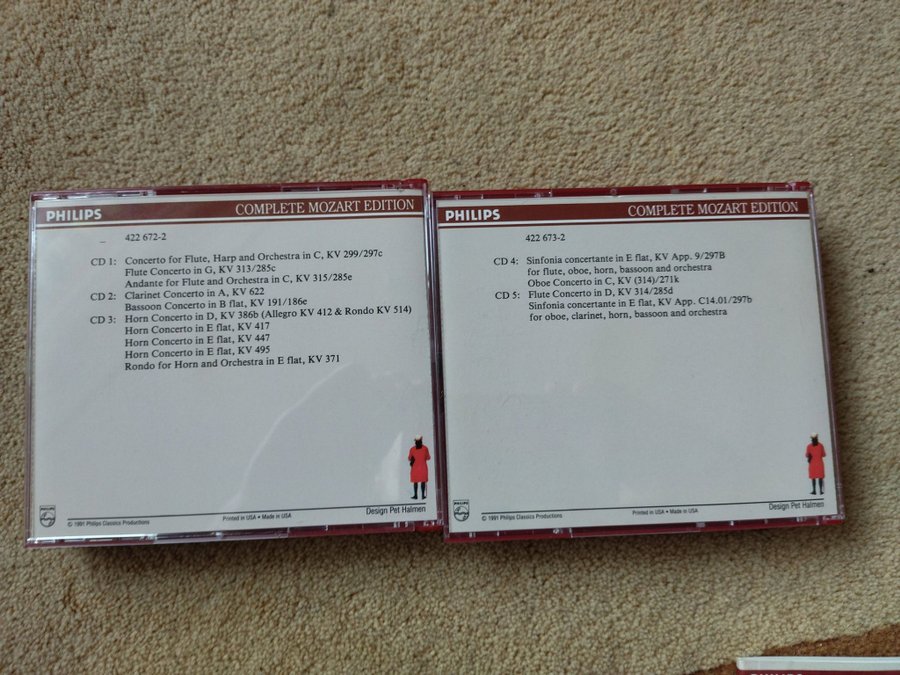 PHILIPS COMPLETE MOZART EDITION
422 672-2
CD 1: Concerto for Flute, Harp and Orchestra in C, KV 299/297c
Flute Concerto in G, KV 313/285c
Andante for Flute and Orchestra in C, KV 315/285e
CD 2: Clarinet Concerto in A, KV 622
Bassoon Concerto in B flat, KV 191/186e
CD 3: Horn Concerto in D, KV 386b (Allegro KV 412 & Rondo KV 514)
Horn Concerto in E flat, KV 417
Horn Concerto in E flat, KV 447
Horn Concerto in E flat, KV 495
Rondo for Horn and Orchestra in E flat, KV 371
PHILIPS
© 1991 Philips Classics Productions
Printed in USA • Made in USA
Design Pet Halmen
PHILIPS COMPLETE MOZART EDITION
422 673-2
CD 4: Sinfonia concertante in E flat, KV App. 9/297B
for flute, oboe, horn, bassoon and orchestra
Oboe Concerto in C, KV (314)/271k
CD 5: Flute Concerto in D, KV 314/285d
Sinfonia concertante in E flat, KV App. C14.01/297b
for oboe, clarinet, horn, bassoon and orchestra
PHILIPS
© 1991 Philips Classics Productions
Printed in USA • Made in USA
Design Pet Halmen